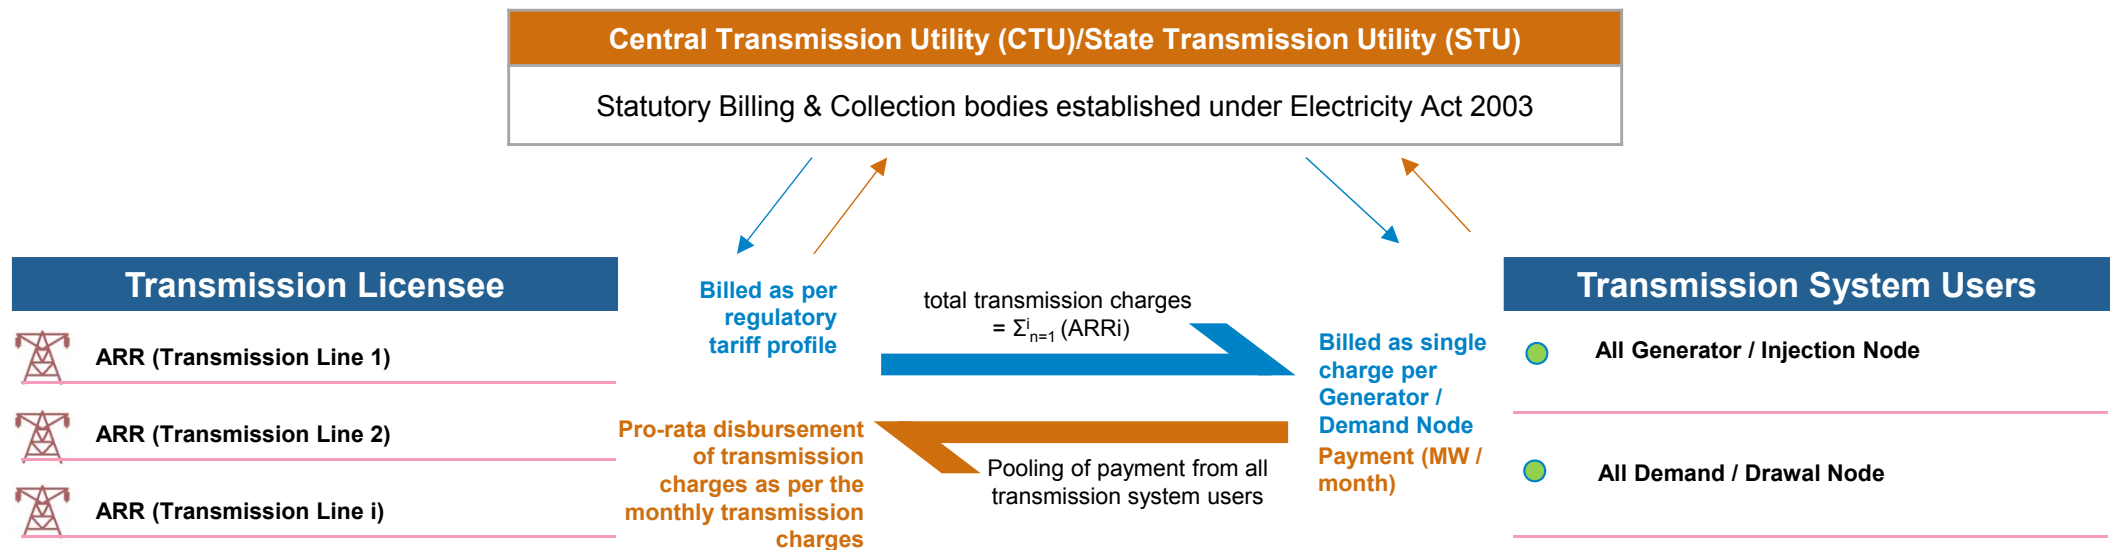 Central Transmission Utility (CTU)/State Transmission Utility (STU)
Statutory Billing & Collection bodies established under Electricity Act 2003
Transmission Licensee
ARR (Transmission Line 1)
ARR (Transmission Line 2)
ARR (Transmission Line i)
Billed as per
regulatory
tariff profile
Pro-rata disbursement
of transmission
charges as per the
monthly transmission
charges
total transmission charges
= Σⁱₙ₌₁ (ARRi)
Pooling of payment from all
transmission system users
Billed as single
charge per
Generator /
Demand Node
Payment (MW /
month)
Transmission System Users
All Generator / Injection Node
All Demand / Drawal Node